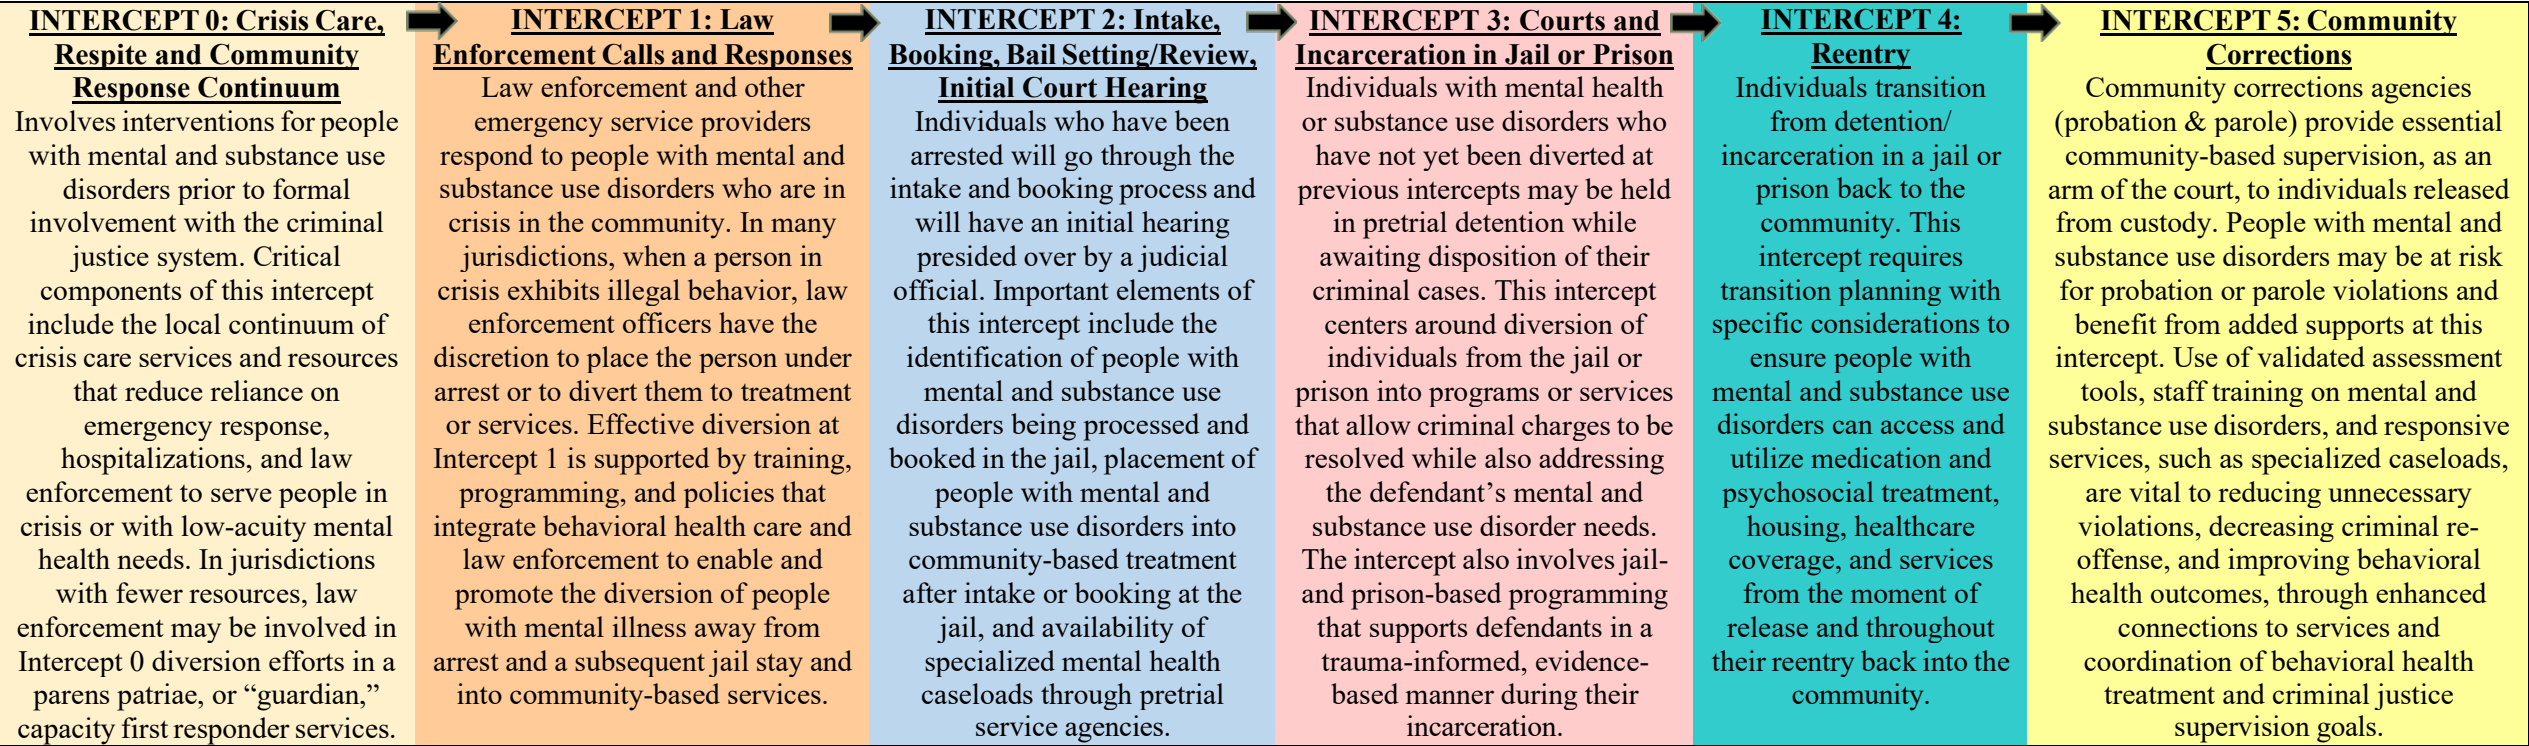 INTERCEPT 0: Crisis Care,
Respite and Community
Response Continuum
Involves interventions for people
with mental and substance use
disorders prior to formal
involvement with the criminal
justice system. Critical
components of this intercept
include the local continuum of
crisis care services and resources
that reduce reliance on
emergency response,
hospitalizations, and law
enforcement to serve people in
crisis or with low-acuity mental
health needs. In jurisdictions
with fewer resources, law
enforcement may be involved in
Intercept 0 diversion efforts in a
parens patriae, or “guardian,”
capacity first responder services.
INTERCEPT 1: Law
Enforcement Calls and Responses
Law enforcement and other
emergency service providers
respond to people with mental and
substance use disorders who are in
crisis in the community. In many
jurisdictions, when a person in
crisis exhibits illegal behavior, law
enforcement officers have the
discretion to place the person under
arrest or to divert them to treatment
or services. Effective diversion at
Intercept 1 is supported by training,
programming, and policies that
integrate behavioral health care and
law enforcement to enable and
promote the diversion of people
with mental illness away from
arrest and a subsequent jail stay and
into community-based services.
INTERCEPT 2: Intake,
Booking, Bail Setting/Review,
Initial Court Hearing
Individuals who have been
arrested will go through the
intake and booking process and
will have an initial hearing
presided over by a judicial
official. Important elements of
this intercept include the
identification of people with
mental and substance use
disorders being processed and
booked in the jail, placement of
people with mental and
substance use disorders into
community-based treatment
after intake or booking at the
jail, and availability of
specialized mental health
caseloads through pretrial
service agencies.
INTERCEPT 3: Courts and
Incarceration in Jail or Prison
Individuals with mental health
or substance use disorders who
have not yet been diverted at
previous intercepts may be held
in pretrial detention while
awaiting disposition of their
criminal cases. This intercept
centers around diversion of
individuals from the jail or
prison into programs or services
that allow criminal charges to be
resolved while also addressing
the defendant’s mental and
substance use disorder needs.
The intercept also involves jail-
and prison-based programming
that supports defendants in a
trauma-informed, evidence-
based manner during their
incarceration.
INTERCEPT 4:
Reentry
Individuals transition
from detention/
incarceration in a jail or
prison back to the
community. This
intercept requires
transition planning with
specific considerations to
ensure people with
mental and substance use
disorders can access and
utilize medication and
psychosocial treatment,
housing, healthcare
coverage, and services
from the moment of
release and throughout
their reentry back into the
community.
INTERCEPT 5: Community
Corrections
Community corrections agencies
(probation & parole) provide essential
community-based supervision, as an
arm of the court, to individuals released
from custody. People with mental and
substance use disorders may be at risk
for probation or parole violations and
benefit from added supports at this
intercept. Use of validated assessment
tools, staff training on mental and
substance use disorders, and responsive
services, such as specialized caseloads,
are vital to reducing unnecessary
violations, decreasing criminal re-
offense, and improving behavioral
health outcomes, through enhanced
connections to services and
coordination of behavioral health
treatment and criminal justice
supervision goals.